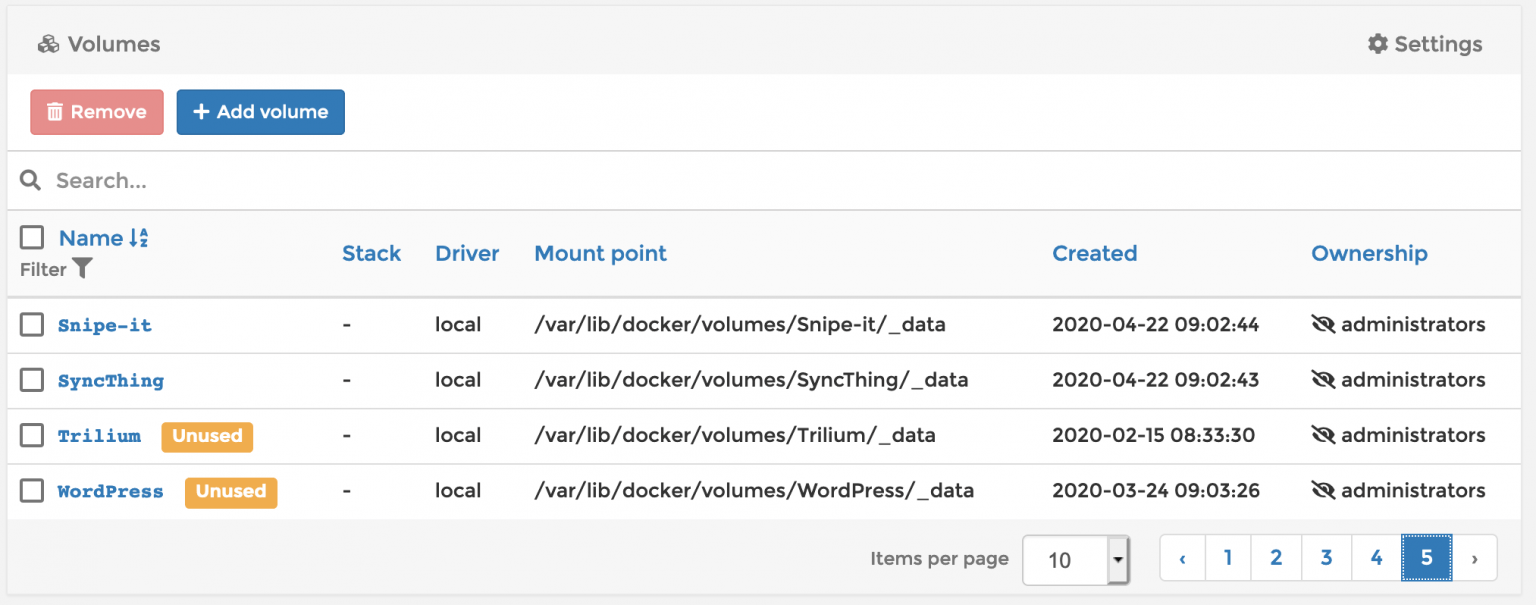 Volumes Settings
Remove + Add volume
Search...
Name
Filter
Stack Driver Mount point Created Ownership
Snipe-it - local /var/lib/docker/volumes/Snipe-it/_data 2020-04-22 09:02:44 administrators
SyncThing - local /var/lib/docker/volumes/SyncThing/_data 2020-04-22 09:02:43 administrators
Trilium Unused - local /var/lib/docker/volumes/Trilium/_data 2020-02-15 08:33:30 administrators
WordPress Unused - local /var/lib/docker/volumes/WordPress/_data 2020-03-24 09:03:26 administrators
Items per page 10 ‹ 1 2 3 4 5 ›